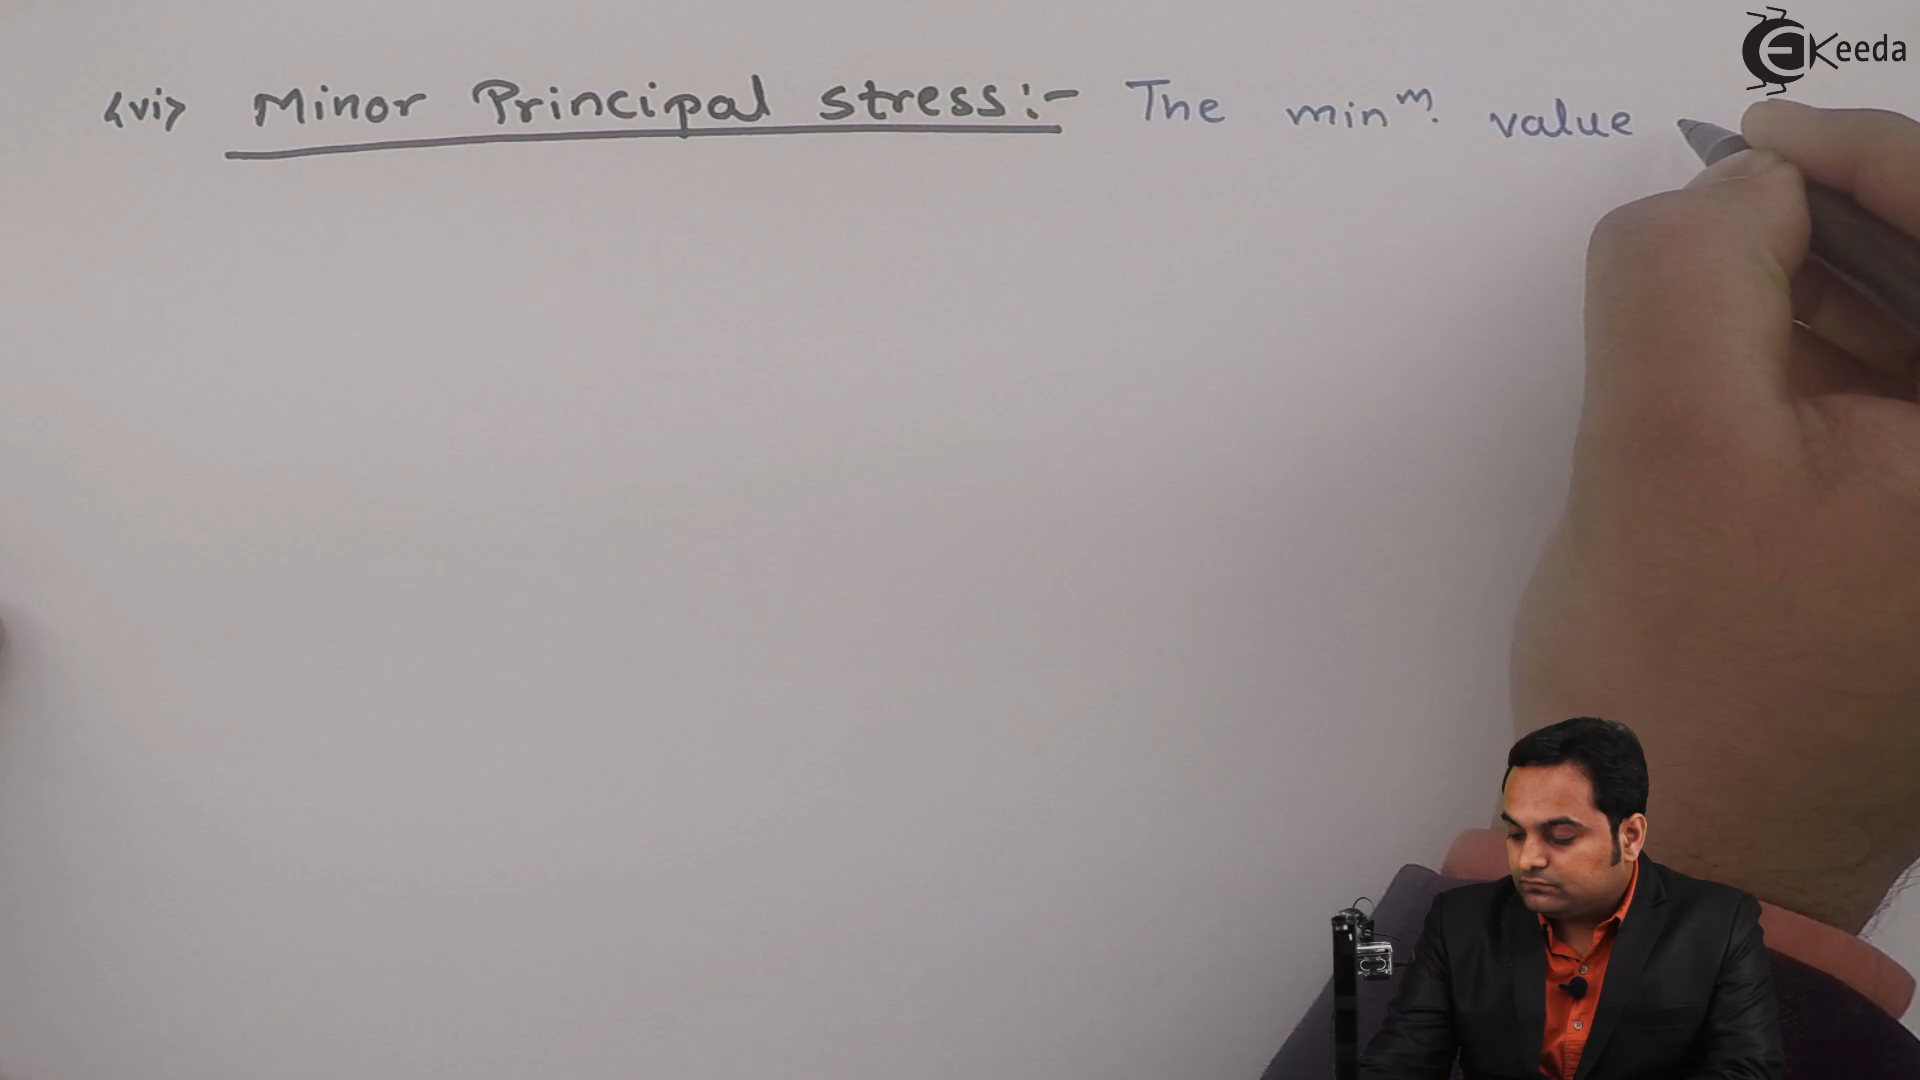 <vi> Minor Principal stress:- The minᵐ. value
EKeeda